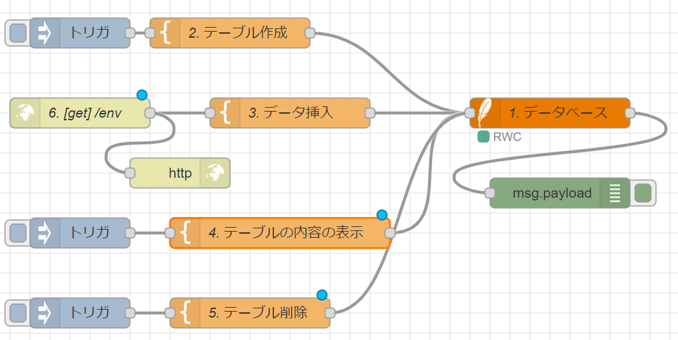 トリガ
2. テーブル作成
6. [get] /env
3. データ挿入
1. データベース
RWC
http
msg.payload
トリガ
4. テーブルの内容の表示
トリガ
5. テーブル削除